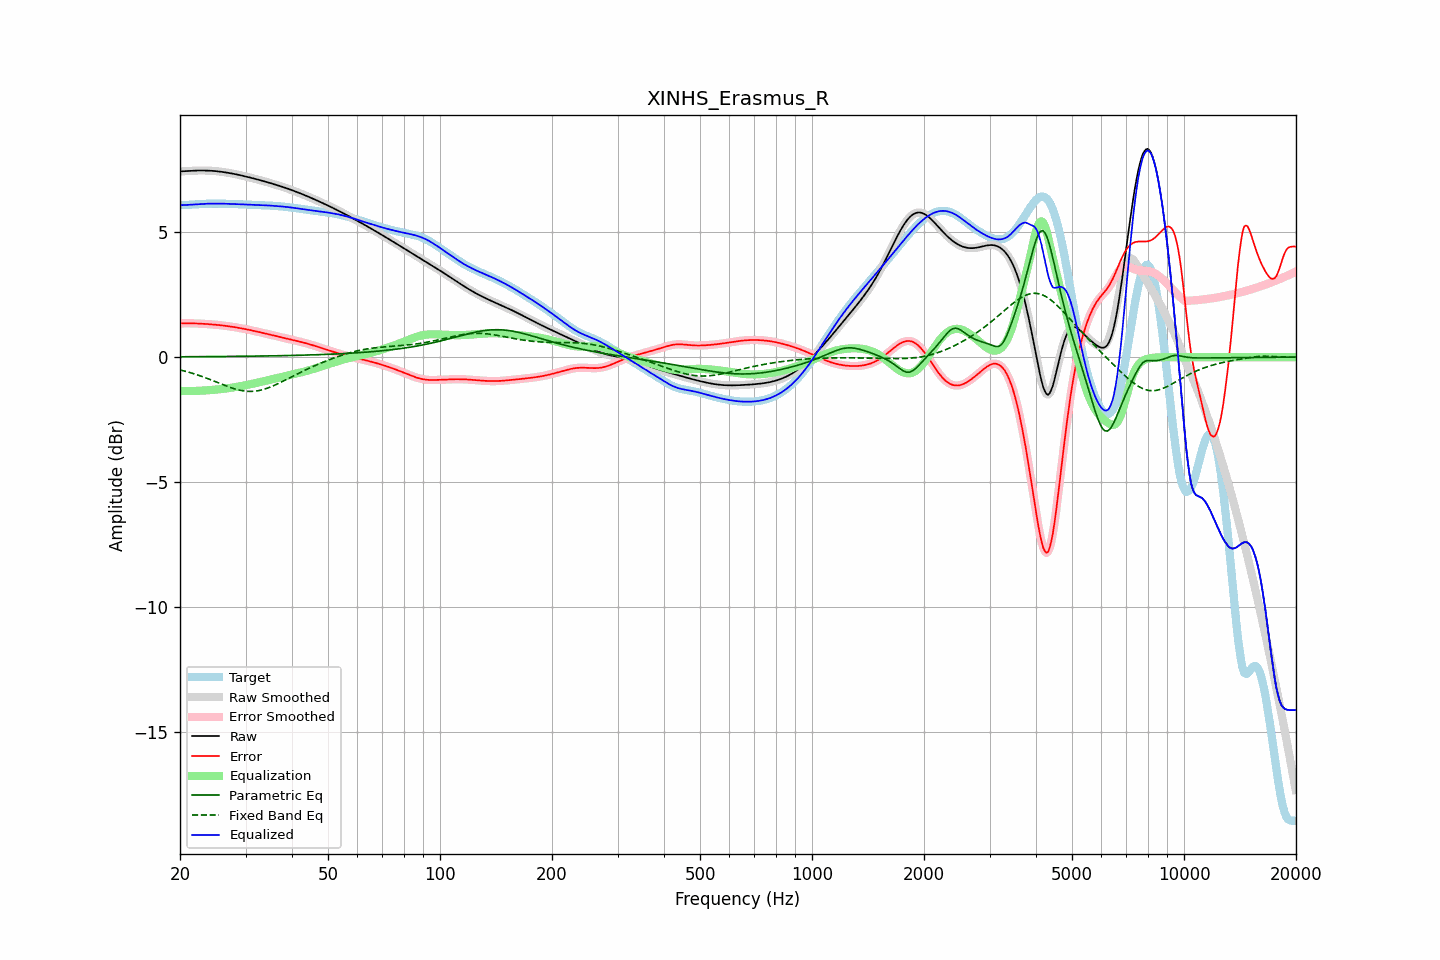 XINHS_Erasmus_R
Amplitude (dBr)
5
0
−5
−10
−15
Target
Raw Smoothed
Error Smoothed
Raw
Error
Equalization
Parametric Eq
Fixed Band Eq
Equalized
20 50 100 200 500 1000 2000 5000 10000 20000
Frequency (Hz)